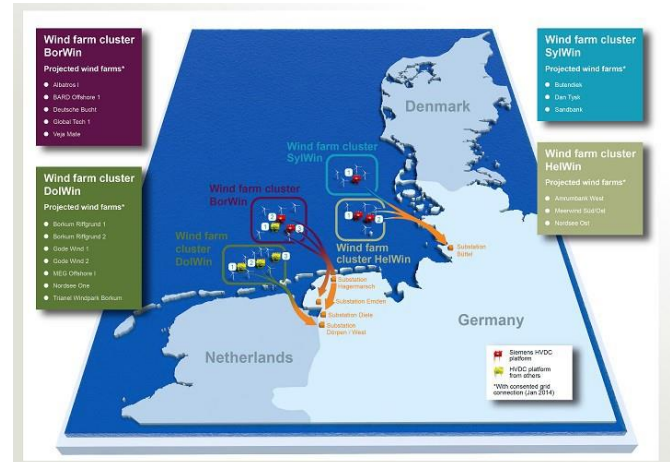 Wind farm cluster
BorWin
Projected wind farms*
Albatros I
BARD Offshore 1
Deutsche Bucht
Global Tech 1
Veja Mate
Wind farm cluster
DolWin
Projected wind farms*
Borkum Riffgrund 1
Borkum Riffgrund 2
Gode Wind 1
Gode Wind 2
MEG Offshore I
Nordsee One
Trianel Windpark Borkum
Wind farm cluster
SylWin
Projected wind farms*
Butendiek
Dan Tysk
Sandbank
Wind farm cluster
HelWin
Projected wind farms*
Amrumbank West
Meerwind Süd/Ost
Nordsee Ost
Denmark
Wind farm cluster
SylWin
1
Wind farm cluster
BorWin
Wind farm
cluster
DolWin
Wind farm
cluster HelWin
Substation
Büttel
Substation
Hagermarsch
Substation Emden
Substation Diele
Substation
Dörpen / West
Netherlands
Germany
Siemens HVDC
platform
HVDC platform
from others
*With consented grid
connection (Jan 2014)